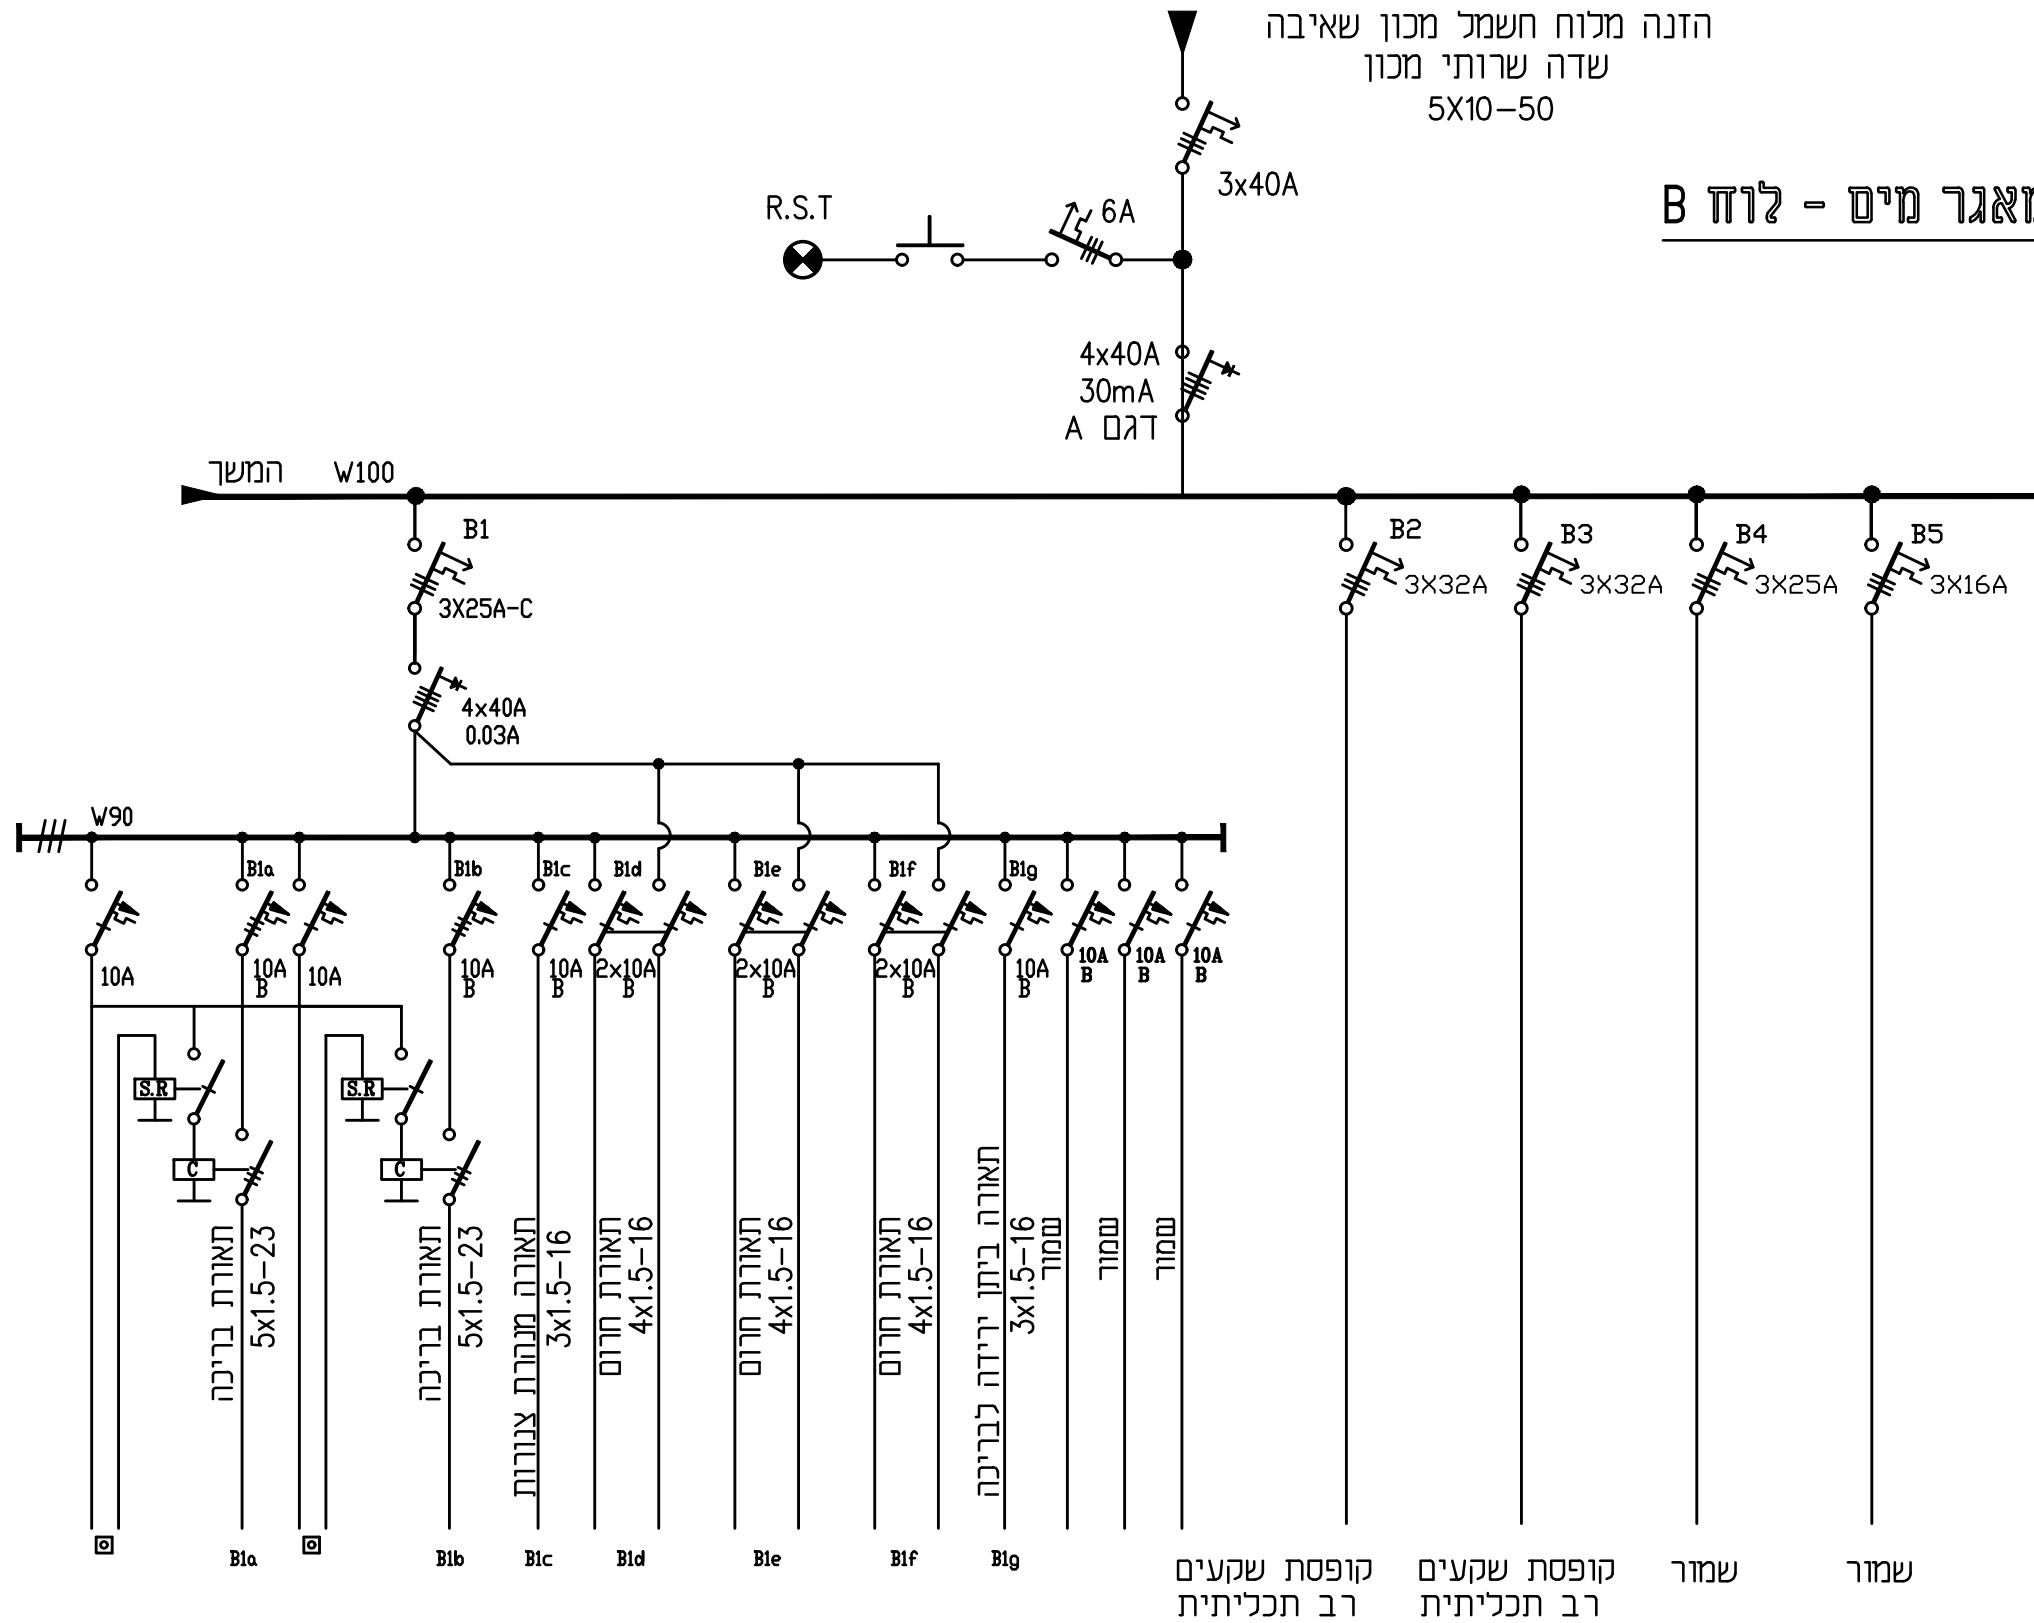 הזנה מלוח חשמל מכון שאיבה
שדה שרותי מכון
5X10-50
3x40A
R.S.T
6A
מאגר מים - לוח B
4x40A
30mA
דגם A
המשך
W100
B1
3X25A-C
B2
3X32A
B3
3X32A
B4
3X25A
B5
3X16A
4x40A
0.03A
W90
B1a
B1b
B1c
B1d
B1e
B1f
B1g
10A
10A
B
10A
10A
B
10A
B
2x10A
B
2x10A
B
2x10A
B
10A
B
10A
B
10A
B
10A
B
S.R
S.R
C
C
תאורת בריכה
5x1.5-23
תאורת בריכה
5x1.5-23
תאורה מנהרת צנורות
3x1.5-16
תאורת חרום
4x1.5-16
תאורת חרום
4x1.5-16
תאורת חרום
4x1.5-16
תאורה ביתן ירידה לבריכה
3x1.5-16
שמור
שמור
שמור
B1a
B1b
B1c
B1d
B1e
B1f
B1g
קופסת שקעים
רב תכליתית
קופסת שקעים
רב תכליתית
שמור
שמור